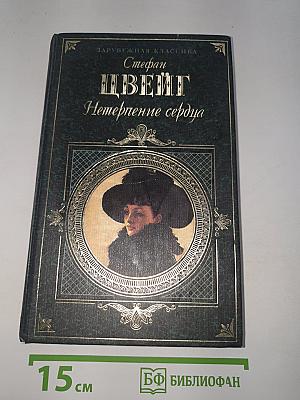 ЗАРУБЕЖНАЯ КЛАССИКА
Стефан
ЦВЕЙГ
Нетерпение сердца
15 см
БФ БИБЛИОФАН